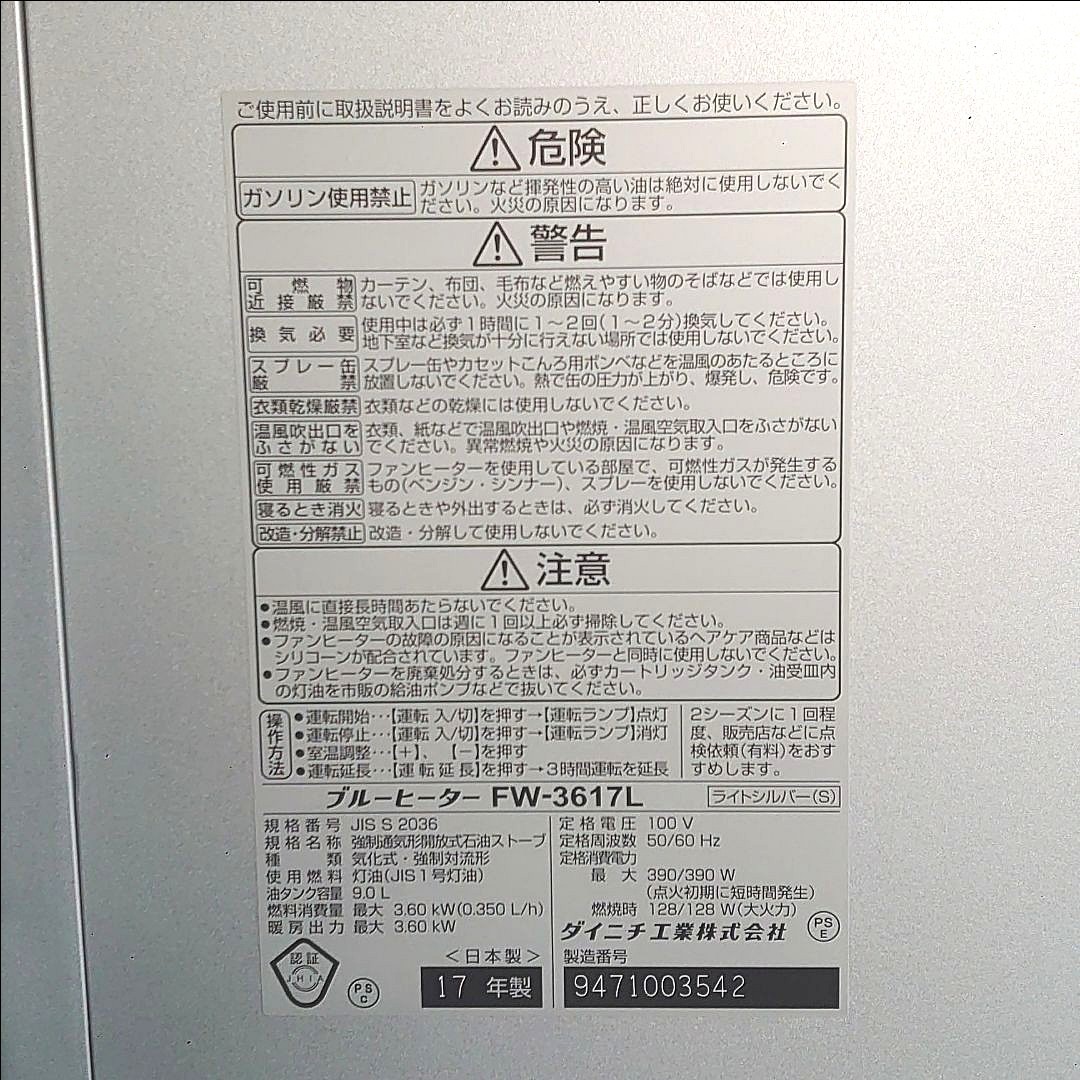 ご使用前に取扱説明書をよくお読みのうえ、正しくお使いください。
危険
ガソリン使用禁止
ガソリンなど揮発性の高い油は絶対に使用しないでく
ださい。火災の原因になります。
警告
可燃物
近接厳禁
カーテン、布団、毛布など燃えやすい物のそばなどでは使用し
ないでください。火災の原因になります。
換気必要
使用中は必ず1時間に1〜2回(1〜2分)換気してください。
地下室など換気が十分に行えない場所では使用しないでください。
スプレー缶
厳禁
スプレー缶やカセットこんろ用ボンベなどを温風のあたるところに
放置しないでください。熱で缶の圧力が上がり、爆発し、危険です。
衣類乾燥厳禁
衣類などの乾燥には使用しないでください。
温風吹出口を
ふさがない
衣類、紙などで温風吹出口や燃焼・温風空気取入口をふさがない
でください。異常燃焼や火災の原因になります。
可燃性ガス
使用厳禁
ファンヒーターを使用している部屋で、可燃性ガスが発生する
もの(ベンジン・シンナー)、スプレーを使用しないでください。
寝るとき消火
寝るときや外出するときは、必ず消火してください。
改造・分解禁止
改造・分解して使用しないでください。
注意
●温風に直接長時間あたらないでください。
●燃焼・温風空気取入口は週に1回以上必ず掃除してください。
●ファンヒーターの故障の原因になることが表示されているヘアケア商品などは
シリコーンが配合されています。ファンヒーターと同時に使用しないでください。
●ファンヒーターを廃棄処分するときは、必ずカートリッジタンク・油受皿内
の灯油を市販の給油ポンプなどで抜いてください。
操作方法
●運転開始…【運転 入/切】を押す→【運転ランプ】点灯
●運転停止…【運転 入/切】を押す→【運転ランプ】消灯
●室温調整…【＋】、【－】を押す
●運転延長…【運転延長】を押す→3時間運転を延長
2シーズンに1回程
度、販売店などに点
検依頼(有料)をおす
すめします。
ブルーヒーター FW-3617L
ライトシルバー(S)
規格番号 JIS S 2036
規格名称 強制通気形開放式石油ストーブ
種類 気化式・強制対流形
使用燃料 灯油(JIS1号灯油)
油タンク容量 9.0 L
燃料消費量 最大 3.60 kW(0.350 L/h)
暖房出力 最大 3.60 kW
定格電圧 100 V
定格周波数 50/60 Hz
定格消費電力
最大 390/390 W
(点火初期に短時間発生)
燃焼時 128/128 W(大火力)
ダイニチ工業株式会社
PS
E
認証
JHIA
PS
C
＜日本製＞
17 年製
製造番号
9471003542